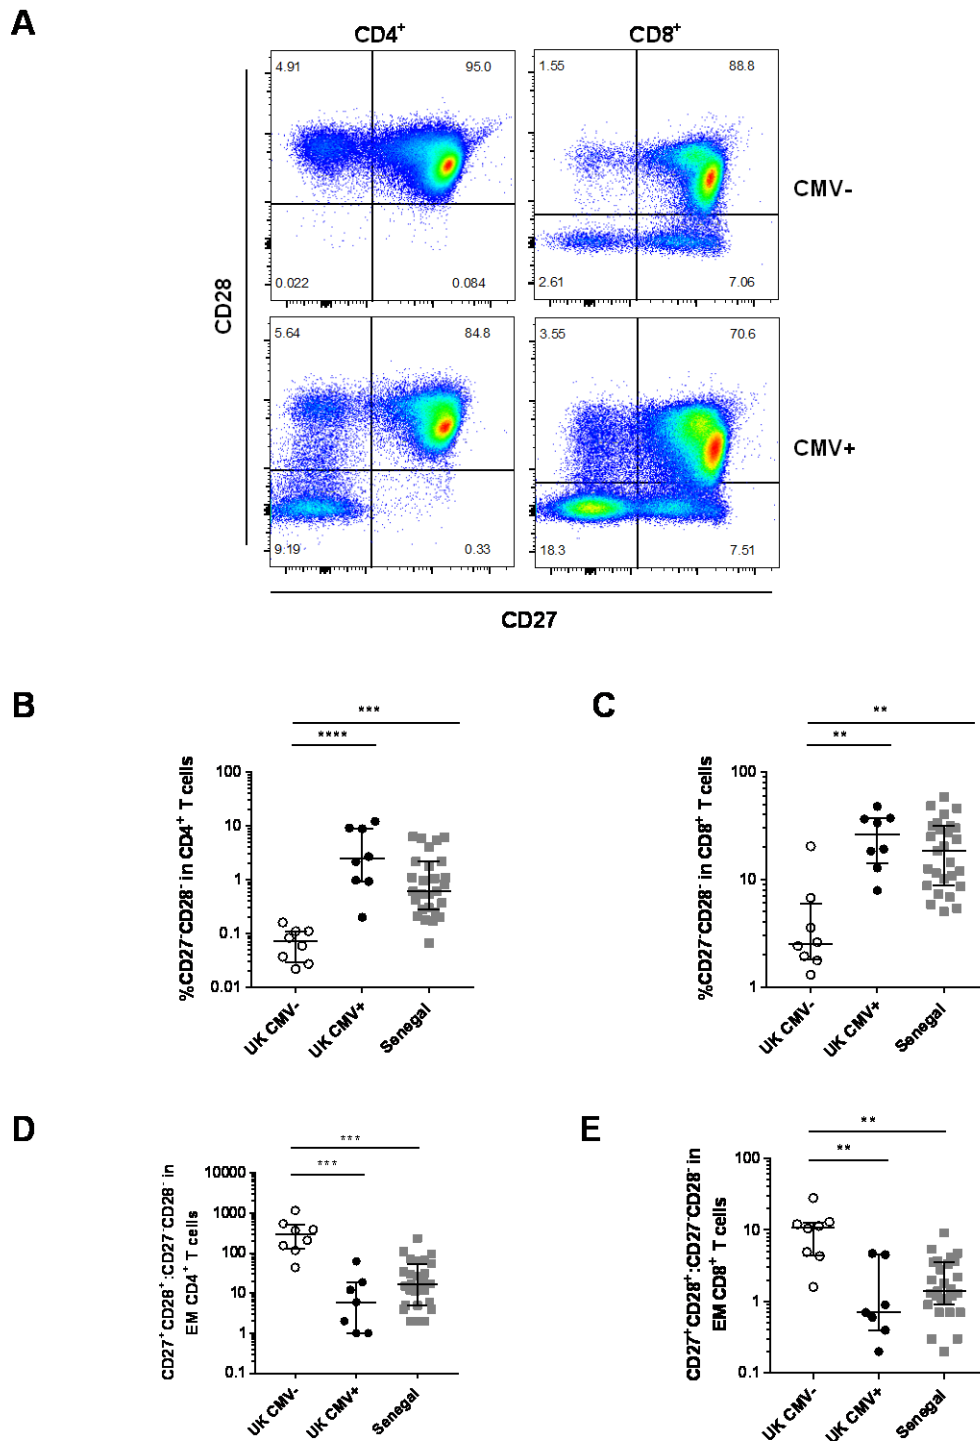 A
CD4+ CD8+
4.91 95.0 1.55 88.8
CMV-
0.022 0.084 2.61 7.06
5.64 84.8 3.55 70.6
CMV+
9.19 0.33 18.3 7.51
CD28
CD27
B
***
****
%CD27-CD28- in CD4+ T cells
100
10
1
0.1
0.01
UK CMV- UK CMV+ Senegal
C
**
**
%CD27-CD28- in CD8+ T cells
100
10
1
UK CMV- UK CMV+ Senegal
D
***
***
CD27+CD28+:CD27-CD28- in
EM CD4+ T cells
10000
1000
100
10
1
0.1
UK CMV- UK CMV+ Senegal
E
**
**
CD27+CD28+:CD27-CD28- in
EM CD8+ T cells
100
10
1
0.1
UK CMV- UK CMV+ Senegal